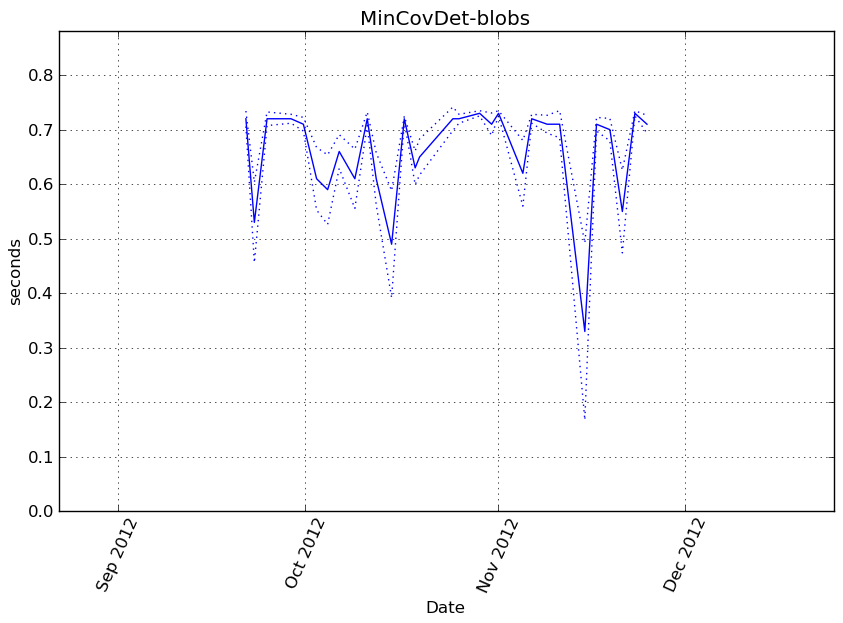 MinCovDet-blobs
0.8
0.7
0.6
0.5
0.4
0.3
0.2
0.1
0.0
seconds
Sep 2012
Oct 2012
Nov 2012
Dec 2012
Date